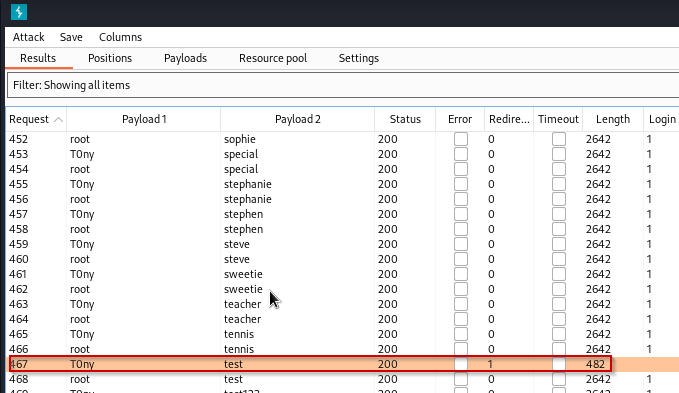 Attack Save Columns
Results Positions Payloads Resource pool Settings
Filter: Showing all items
Request Payload 1 Payload 2 Status Error Redire... Timeout Length Login
452 root sophie 200 0 2642 1
453 T0ny special 200 0 2642 1
454 root special 200 0 2642 1
455 T0ny stephanie 200 0 2642 1
456 root stephanie 200 0 2642 1
457 T0ny stephen 200 0 2642 1
458 root stephen 200 0 2642 1
459 T0ny steve 200 0 2642 1
460 root steve 200 0 2642 1
461 T0ny sweetie 200 0 2642 1
462 root sweetie 200 0 2642 1
463 T0ny teacher 200 0 2642 1
464 root teacher 200 0 2642 1
465 T0ny tennis 200 0 2642 1
466 root tennis 200 0 2642 1
467 T0ny test 200 1 482
468 root test 200 0 2642 1